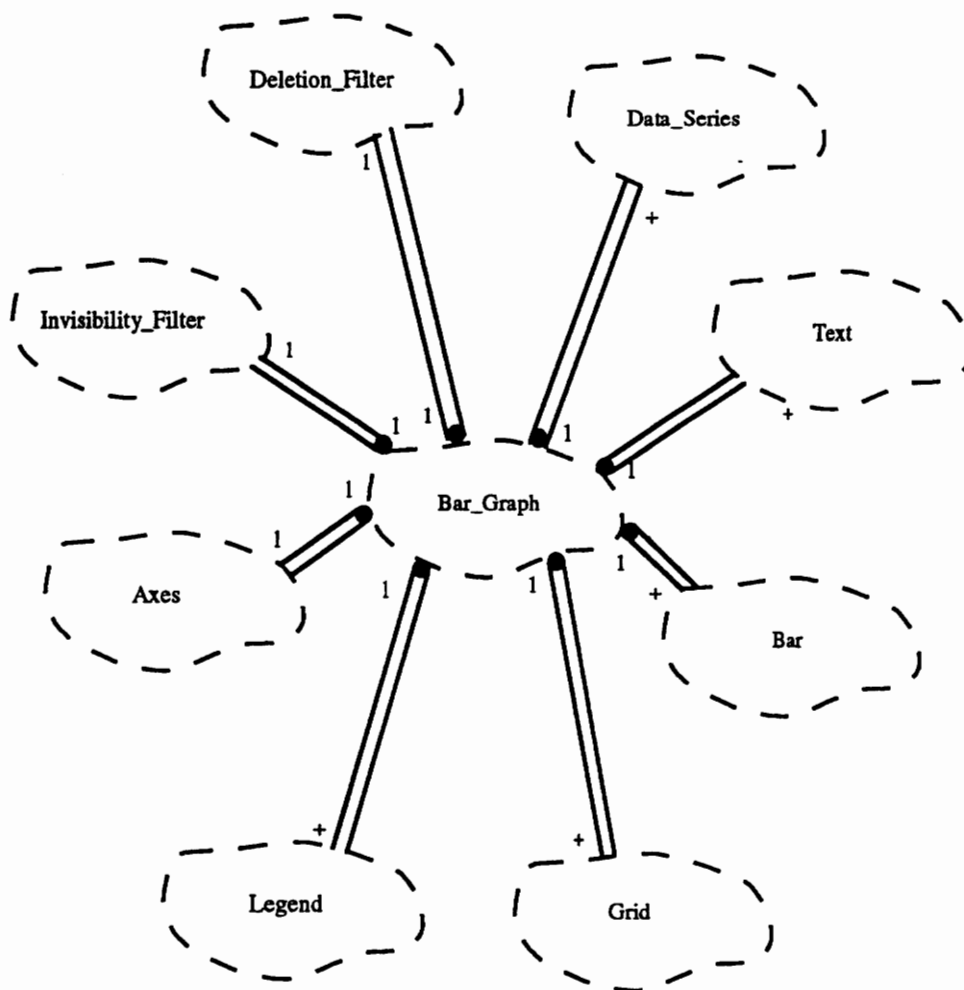 Deletion_Filter
Data_Series
1
+
Invisibility_Filter
Text
1
+
1
1
1
1
1
Bar_Graph
1
Axes
1
1
1
+
Bar
+
+
Legend
Grid